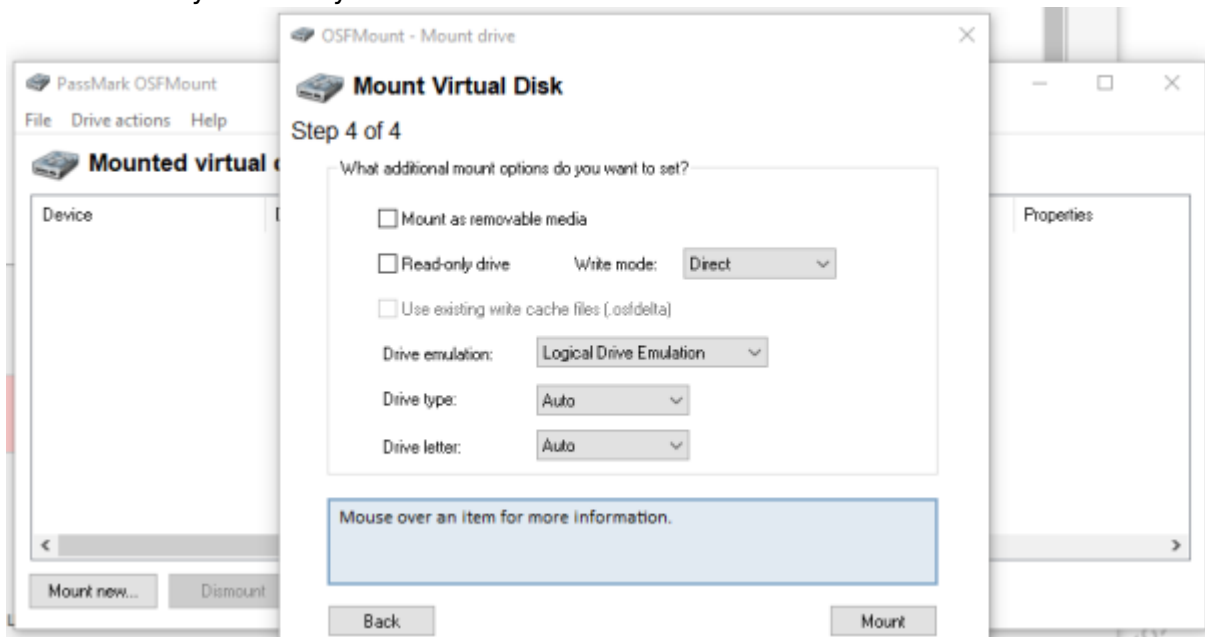 OSFMount - Mount drive
PassMark OSFMount
Mount Virtual Disk
File Drive actions Help
Step 4 of 4
Mounted virtual
What additional mount options do you want to set?
Device
Properties
Mount as removable media
Read-only drive Write mode: Direct
Use existing write cache files (.osfdelta)
Drive emulation: Logical Drive Emulation
Drive type: Auto
Drive letter: Auto
Mouse over an item for more information.
Mount new... Dismount
Back Mount